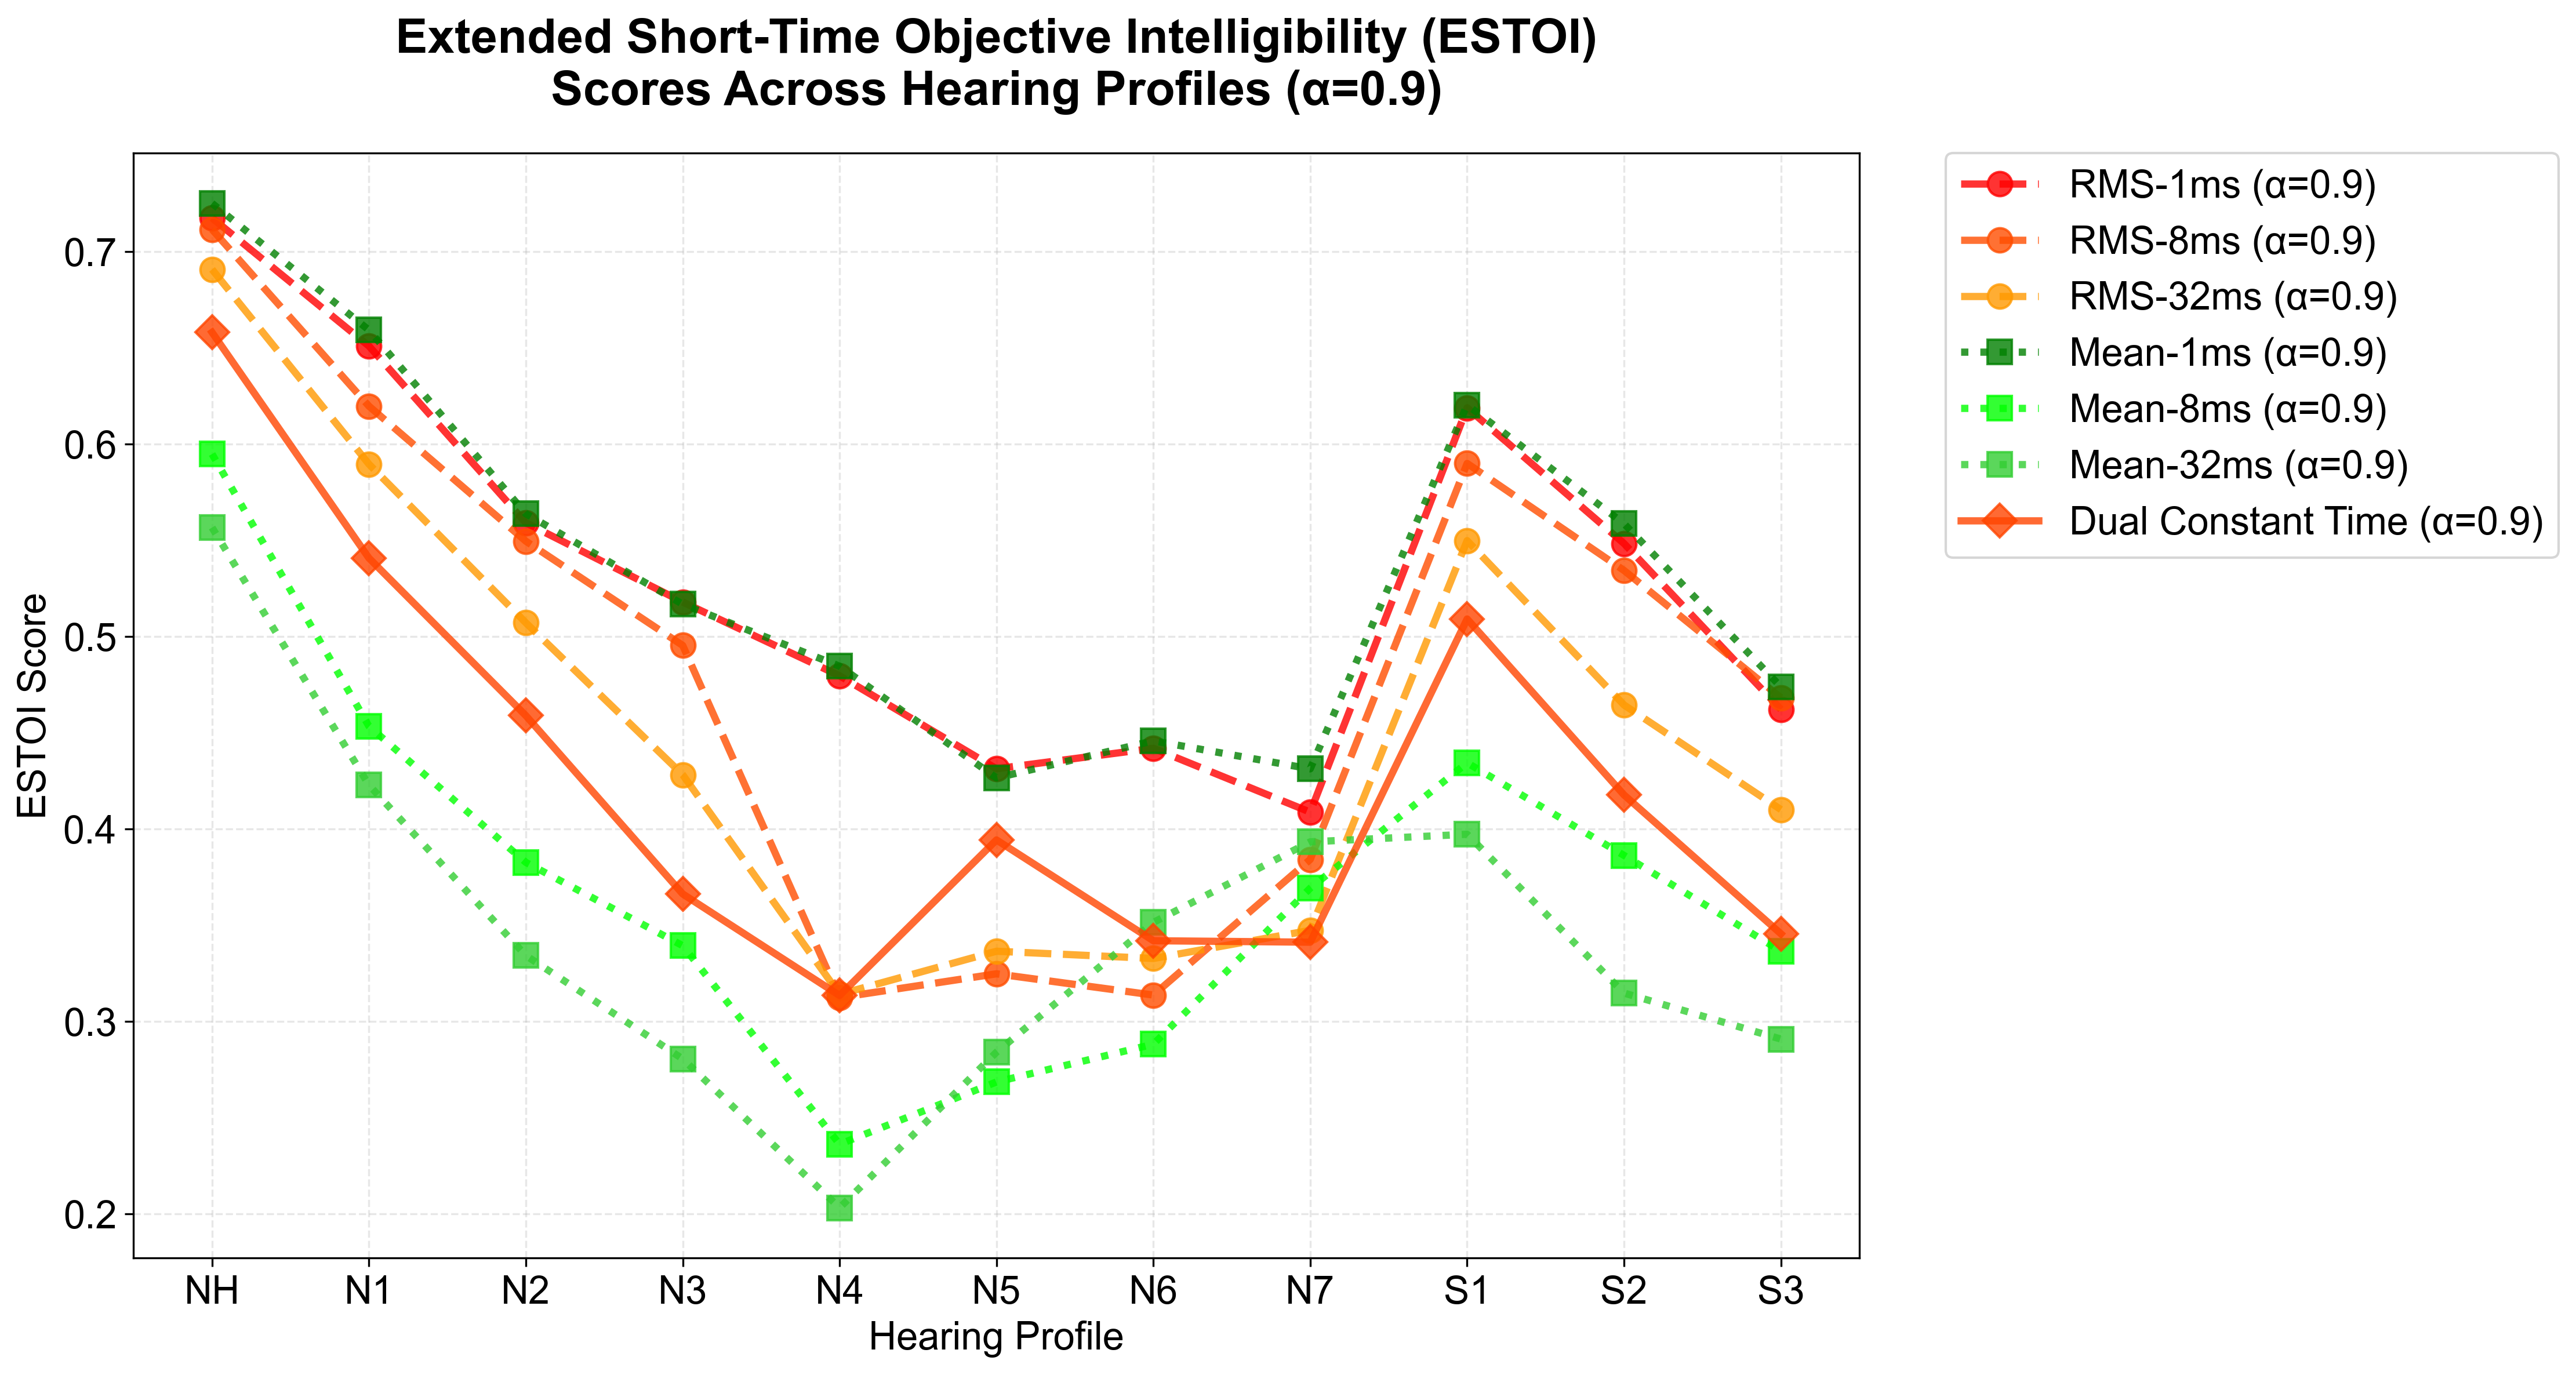 Extended Short-Time Objective Intelligibility (ESTOI)
Scores Across Hearing Profiles (α=0.9)
RMS-1ms (α=0.9)
RMS-8ms (α=0.9)
RMS-32ms (α=0.9)
Mean-1ms (α=0.9)
Mean-8ms (α=0.9)
Mean-32ms (α=0.9)
Dual Constant Time (α=0.9)
ESTOI Score
0.7
0.6
0.5
0.4
0.3
0.2
NH N1 N2 N3 N4 N5 N6 N7 S1 S2 S3
Hearing Profile